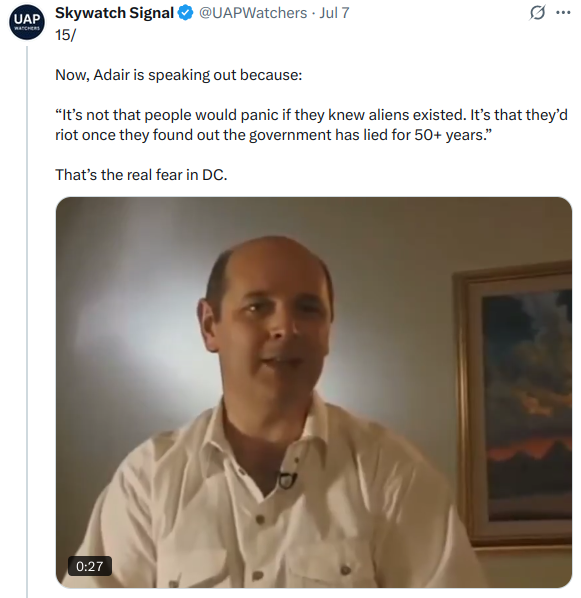 UAP
WATCHERS
Skywatch Signal @UAPWatchers · Jul 7
15/
Now, Adair is speaking out because:
“It’s not that people would panic if they knew aliens existed. It’s that they’d
riot once they found out the government has lied for 50+ years.”
That’s the real fear in DC.
0:27